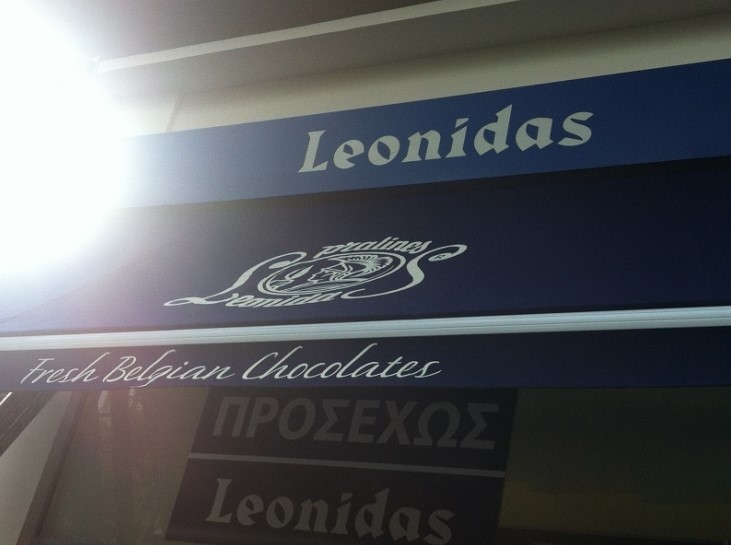 Leonidas
pralines
Leonidas
Fresh Belgian Chocolates
ΠΡΟΣΕΧΩΣ
Leonidas